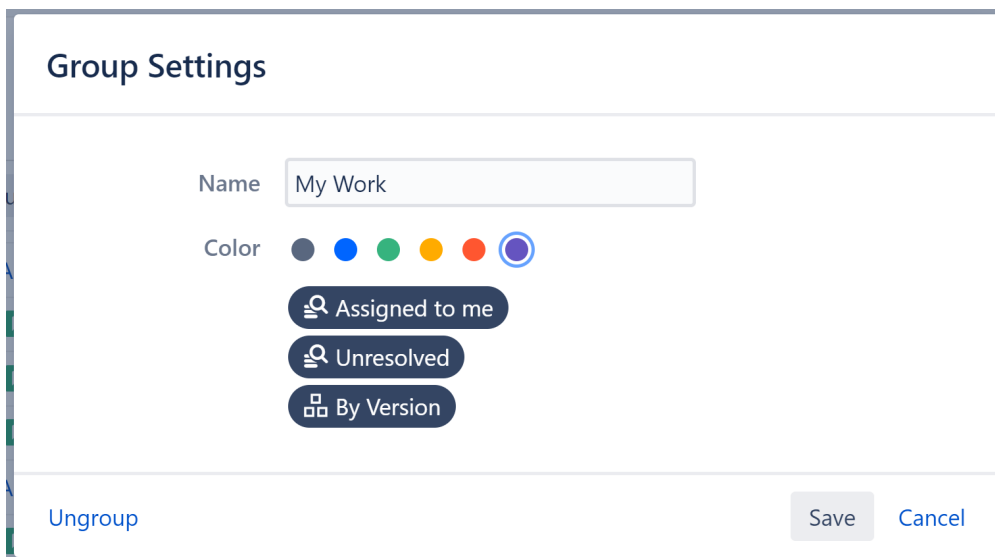 Group Settings
Name My Work
Color
Assigned to me
Unresolved
By Version
Ungroup Save Cancel